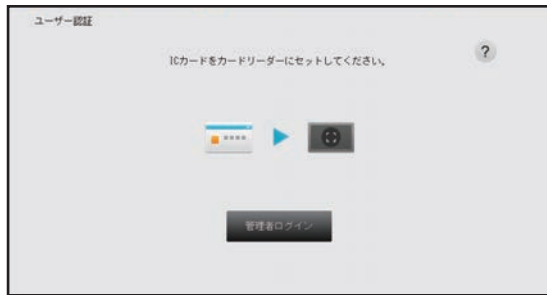 ユーザー認証
ICカードをカードリーダーにセットしてください。
?
管理者ログイン